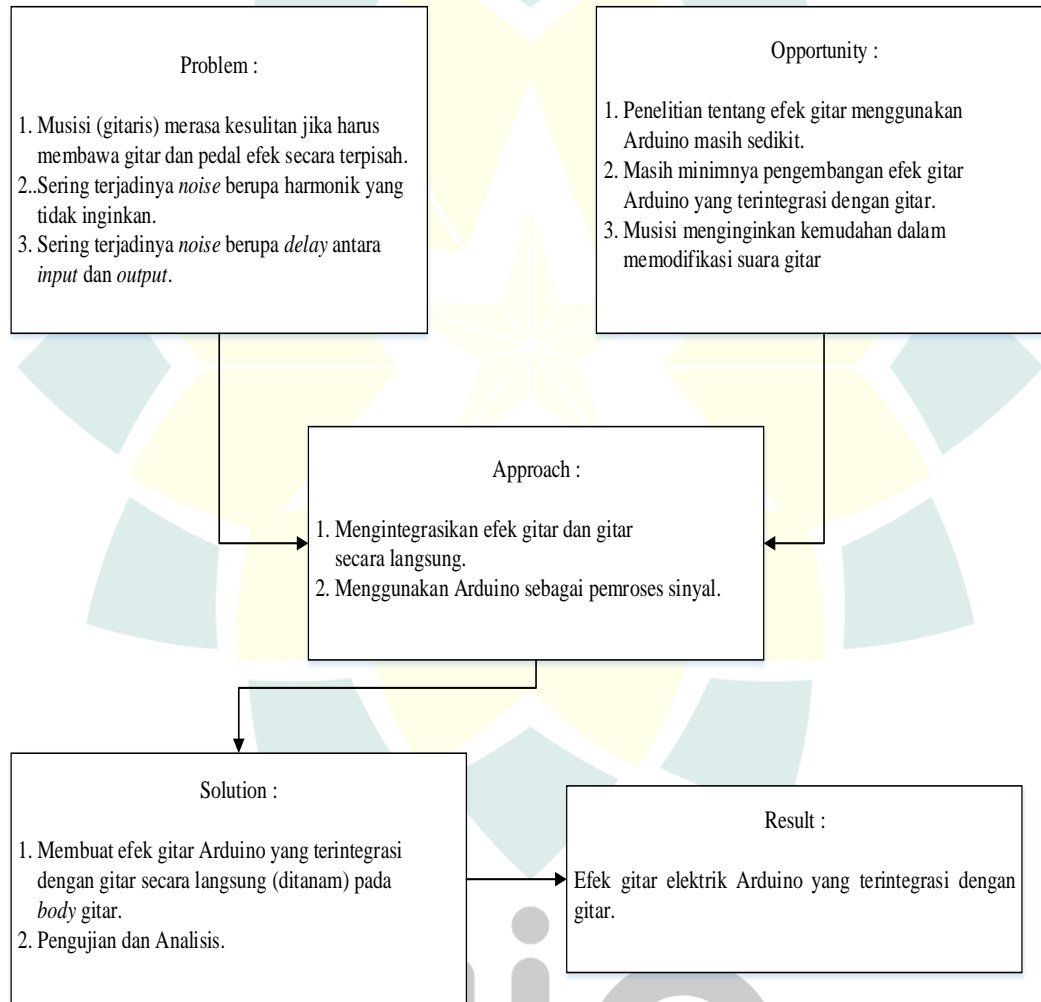 Problem :
1. Musisi (gitaris) merasa kesulitan jika harus
membawa gitar dan pedal efek secara terpisah.
2..Sering terjadinya noise berupa harmonik yang
tidak inginkan.
3. Sering terjadinya noise berupa delay antara
input dan output.
Opportunity :
1. Penelitian tentang efek gitar menggunakan
Arduino masih sedikit.
2. Masih minimnya pengembangan efek gitar
Arduino yang terintegrasi dengan gitar.
3. Musisi menginginkan kemudahan dalam
memodifikasi suara gitar
Approach :
1. Mengintegrasikan efek gitar dan gitar
secara langsung.
2. Menggunakan Arduino sebagai pemroses sinyal.
Solution :
1. Membuat efek gitar Arduino yang terintegrasi
dengan gitar secara langsung (ditanam) pada
body gitar.
2. Pengujian dan Analisis.
Result :
Efek gitar elektrik Arduino yang terintegrasi dengan
gitar.